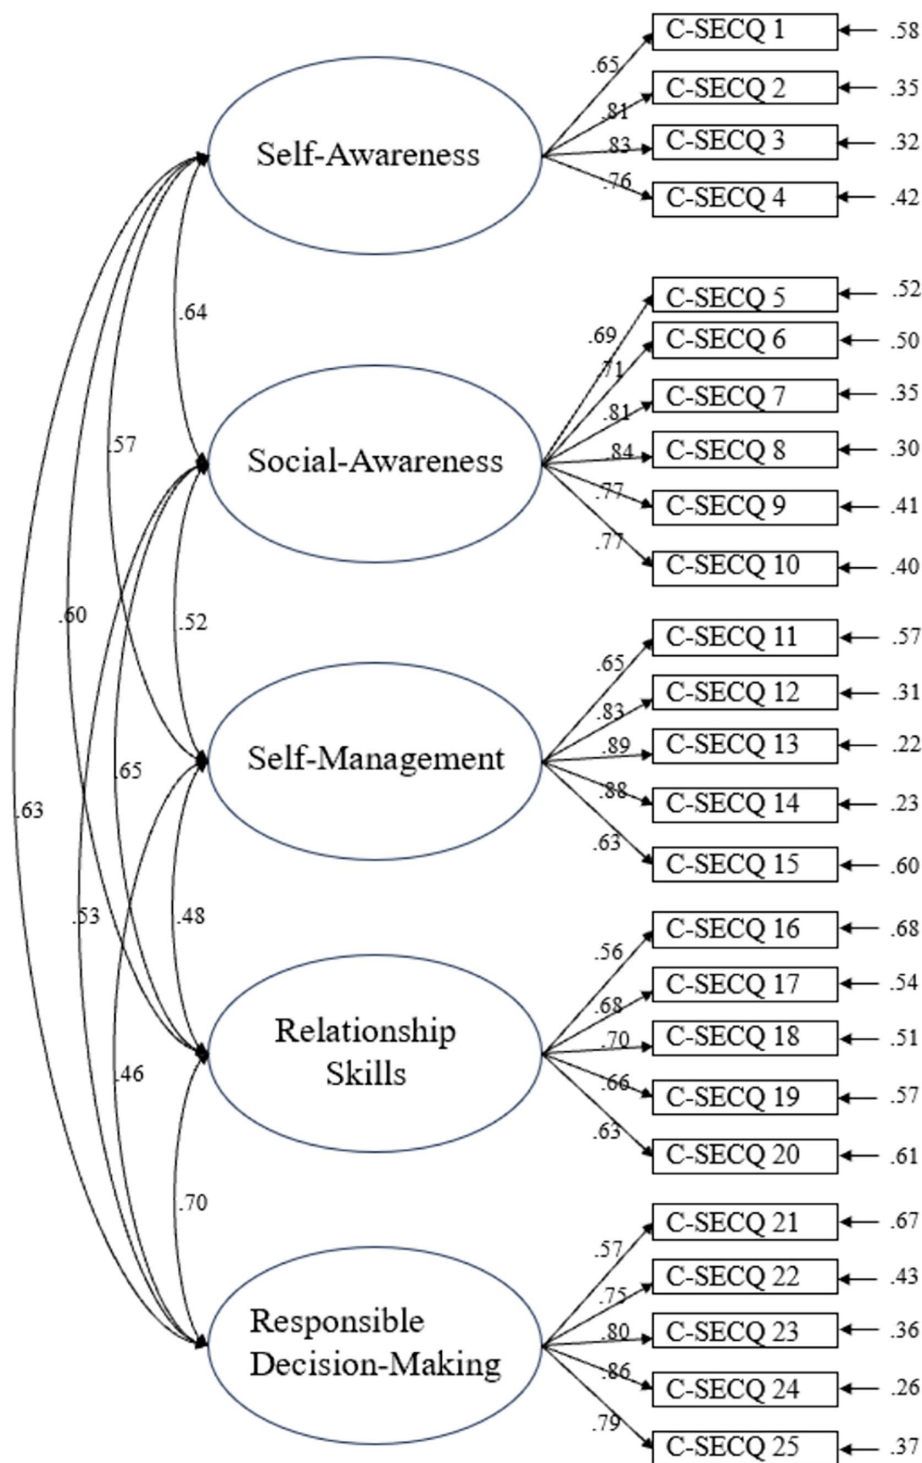 C-SECQ 1
.58
.65
C-SECQ 2
.35
.81
C-SECQ 3
.32
.83
C-SECQ 4
.42
.76
Self-Awareness
.64
C-SECQ 5
.52
.69
C-SECQ 6
.50
.71
C-SECQ 7
.35
.81
C-SECQ 8
.30
.84
C-SECQ 9
.41
.77
C-SECQ 10
.40
.77
Social-Awareness
.57
.60
.52
C-SECQ 11
.57
.65
C-SECQ 12
.31
.83
C-SECQ 13
.22
.89
C-SECQ 14
.23
.88
C-SECQ 15
.60
.63
Self-Management
.65
.63
.53
.48
C-SECQ 16
.68
.56
C-SECQ 17
.54
.68
C-SECQ 18
.51
.70
C-SECQ 19
.57
.66
C-SECQ 20
.61
.63
Relationship
Skills
.46
.70
C-SECQ 21
.67
.57
C-SECQ 22
.43
.75
C-SECQ 23
.36
.80
C-SECQ 24
.26
.86
C-SECQ 25
.37
.79
Responsible
Decision-Making